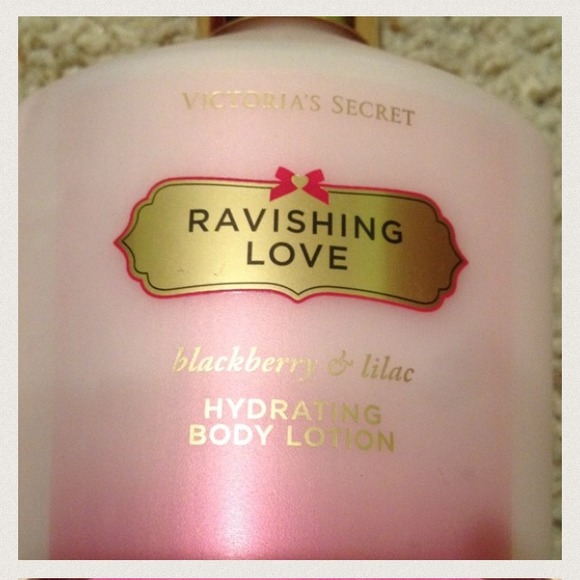 VICTORIA'S SECRET
RAVISHING
LOVE
blackberry & lilac
HYDRATING
BODY LOTION